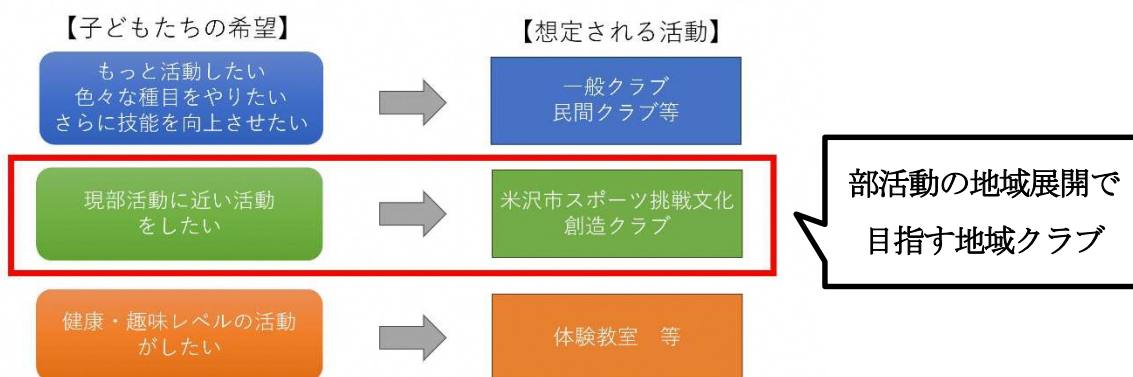 【子どもたちの希望】
【想定される活動】
もっと活動したい
色々な種目をやりたい
さらに技能を向上させたい
一般クラブ
民間クラブ等
現部活動に近い活動
をしたい
米沢市スポーツ挑戦文化
創造クラブ
部活動の地域展開で
目指す地域クラブ
健康・趣味レベルの活動
がしたい
体験教室　等